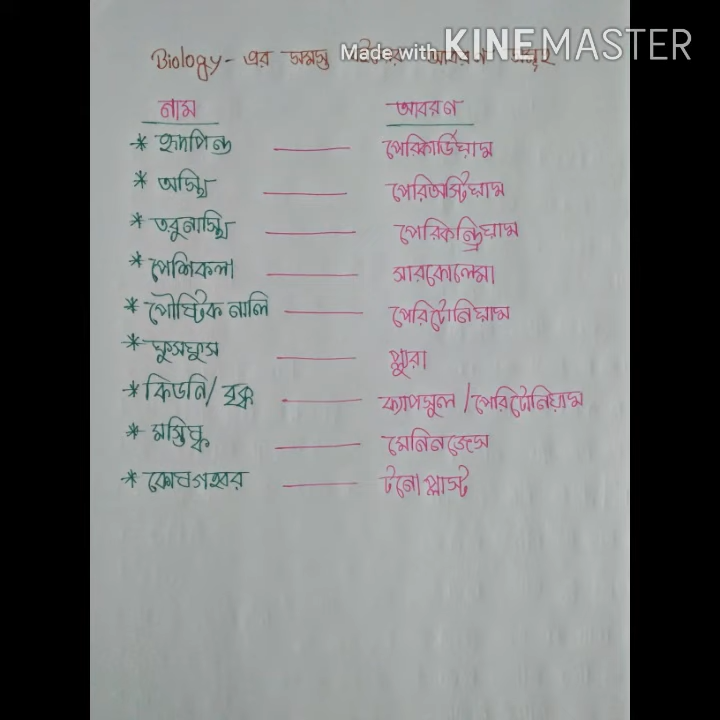 Biology - এর সমস্ত
Made with KINEMASTER
নাম আবরণ
* হৃদপিন্ড — পেরিকার্ডিয়াম
* অস্থি — পেরিঅস্টিয়াম
* তরুনাস্থি — পেরিকন্ড্রিয়াম
* পেশিকলা — সারকোলেমা
* পৌষ্টিক নালি — পেরিটোনিয়াম
* ফুসফুস — প্লুরা
* কিডনি/বৃক্ক — ক্যাপসুল/পেরিটোনিয়াম
* মস্তিষ্ক — মেনিনজেস
* কোষগহ্বর — টনোপ্লাস্ট